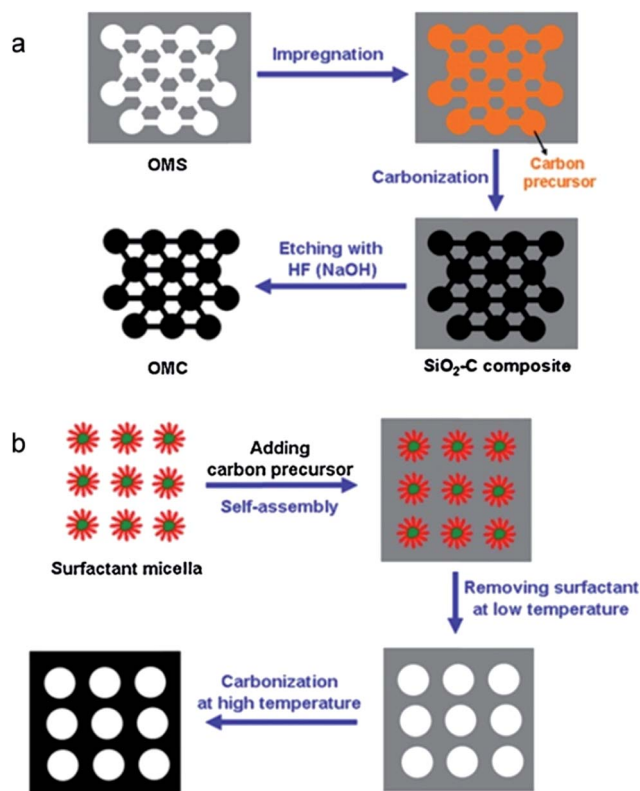 a
Impregnation
OMS
Carbon
precursor
Carbonization
Etching with
HF (NaOH)
OMC
SiO₂-C composite
b
Adding
carbon precursor
Self-assembly
Surfactant micella
Removing surfactant
at low temperature
Carbonization
at high temperature